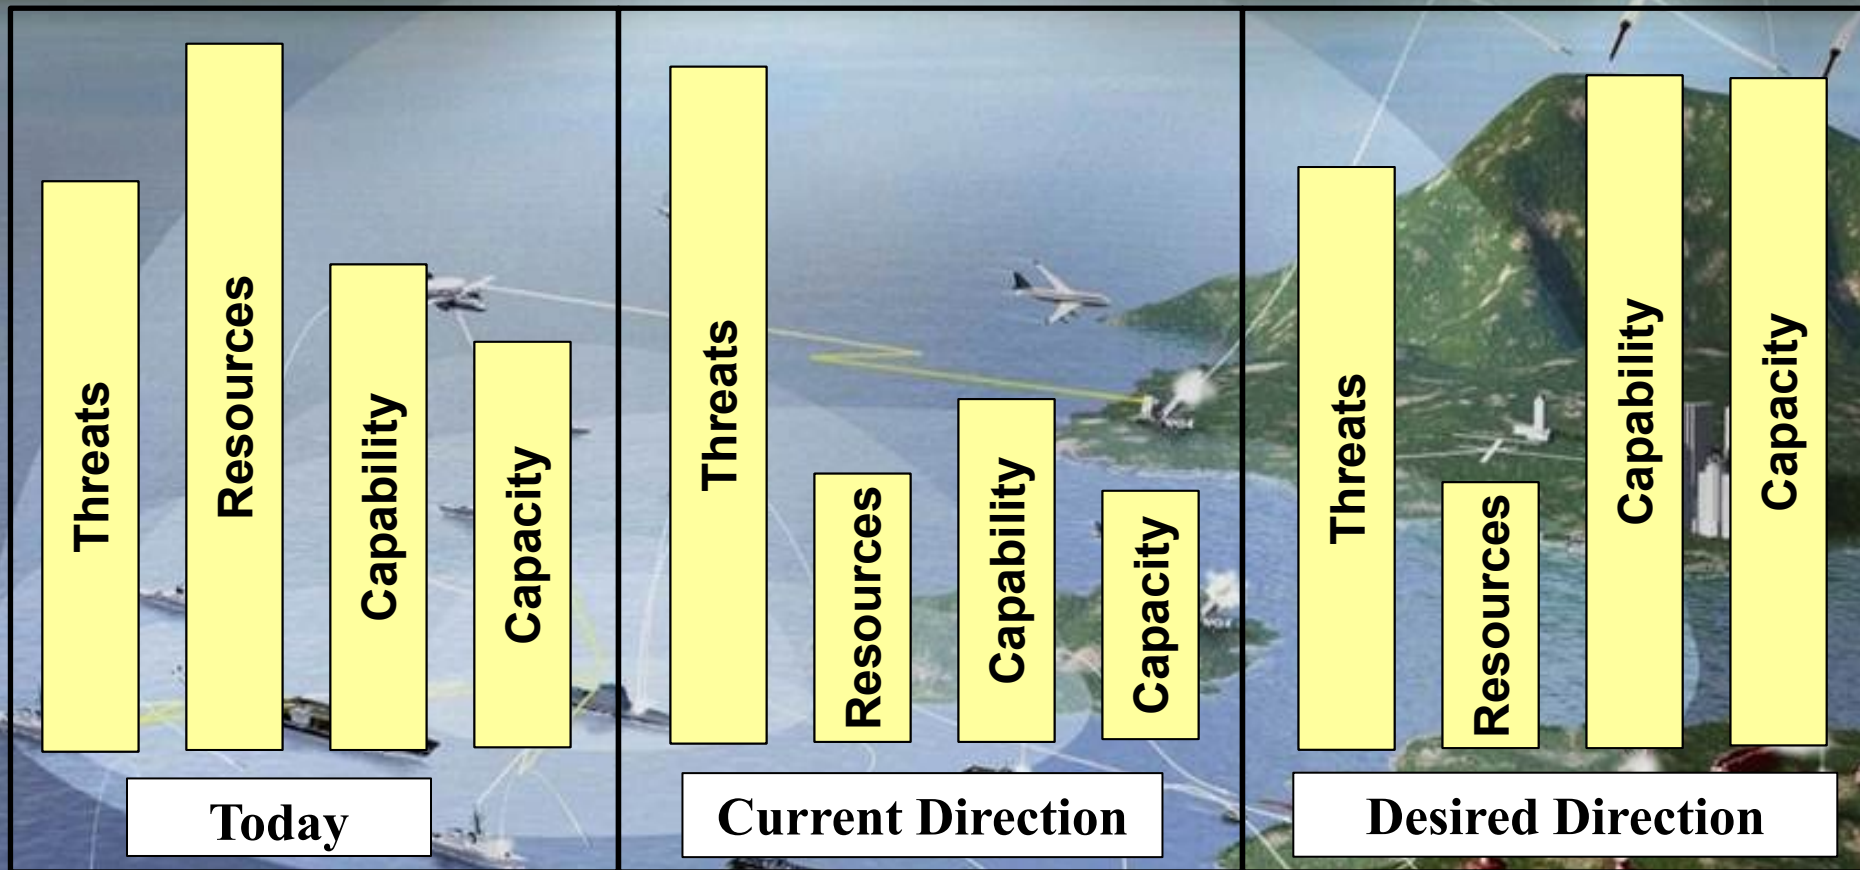 Threats
Resources
Capability
Capacity
Today
Threats
Resources
Capability
Capacity
Current Direction
Threats
Resources
Capability
Capacity
Desired Direction